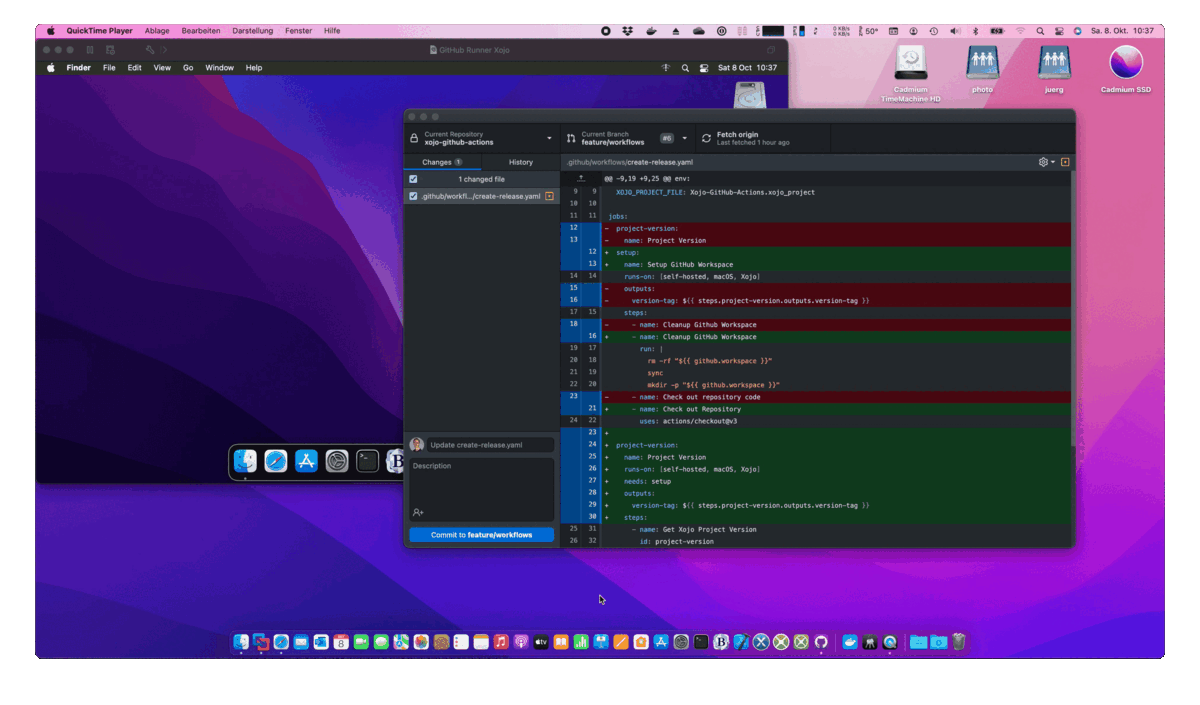 QuickTime Player Ablage Bearbeiten Darstellung Fenster Hilfe
50° Sa. 8. Okt. 10:37
GitHub Runner Xojo
Finder File Edit View Go Window Help
Sat 8 Oct 10:37
Cadmium TimeMachine HD
photo
juerg
Cadmium SSD
Current Repository
xojo-github-actions
Current Branch
feature/workflows
#6
Fetch origin
Last fetched 1 hour ago
Changes 1
History
.github/workflows/create-release.yaml
1 changed file
.github/workfl.../create-release.yaml
@@ -9,19 +9,25 @@ env:
9 9 XOJO_PROJECT_FILE: Xojo-GitHub-Actions.xojo_project
10 10
11 11 jobs:
12 - project-version:
13 - name: Project Version
12 + setup:
13 + name: Setup GitHub Workspace
14 14 runs-on: [self-hosted, macOS, Xojo]
15 - outputs:
16 - version-tag: ${{ steps.project-version.outputs.version-tag }}
17 15 steps:
18 - - name: Cleanup Github Workspace
16 + - name: Cleanup GitHub Workspace
19 17 run: |
20 18 rm -rf "${{ github.workspace }}"
21 19 sync
22 20 mkdir -p "${{ github.workspace }}"
23 - - name: Check out repository code
21 + - name: Check out Repository
24 22 uses: actions/checkout@v3
23 +
24 + project-version:
25 + name: Project Version
26 + runs-on: [self-hosted, macOS, Xojo]
27 + needs: setup
28 + outputs:
29 + version-tag: ${{ steps.project-version.outputs.version-tag }}
30 + steps:
25 31 - name: Get Xojo Project Version
26 32 id: project-version
Update create-release.yaml
Description
Commit to feature/workflows